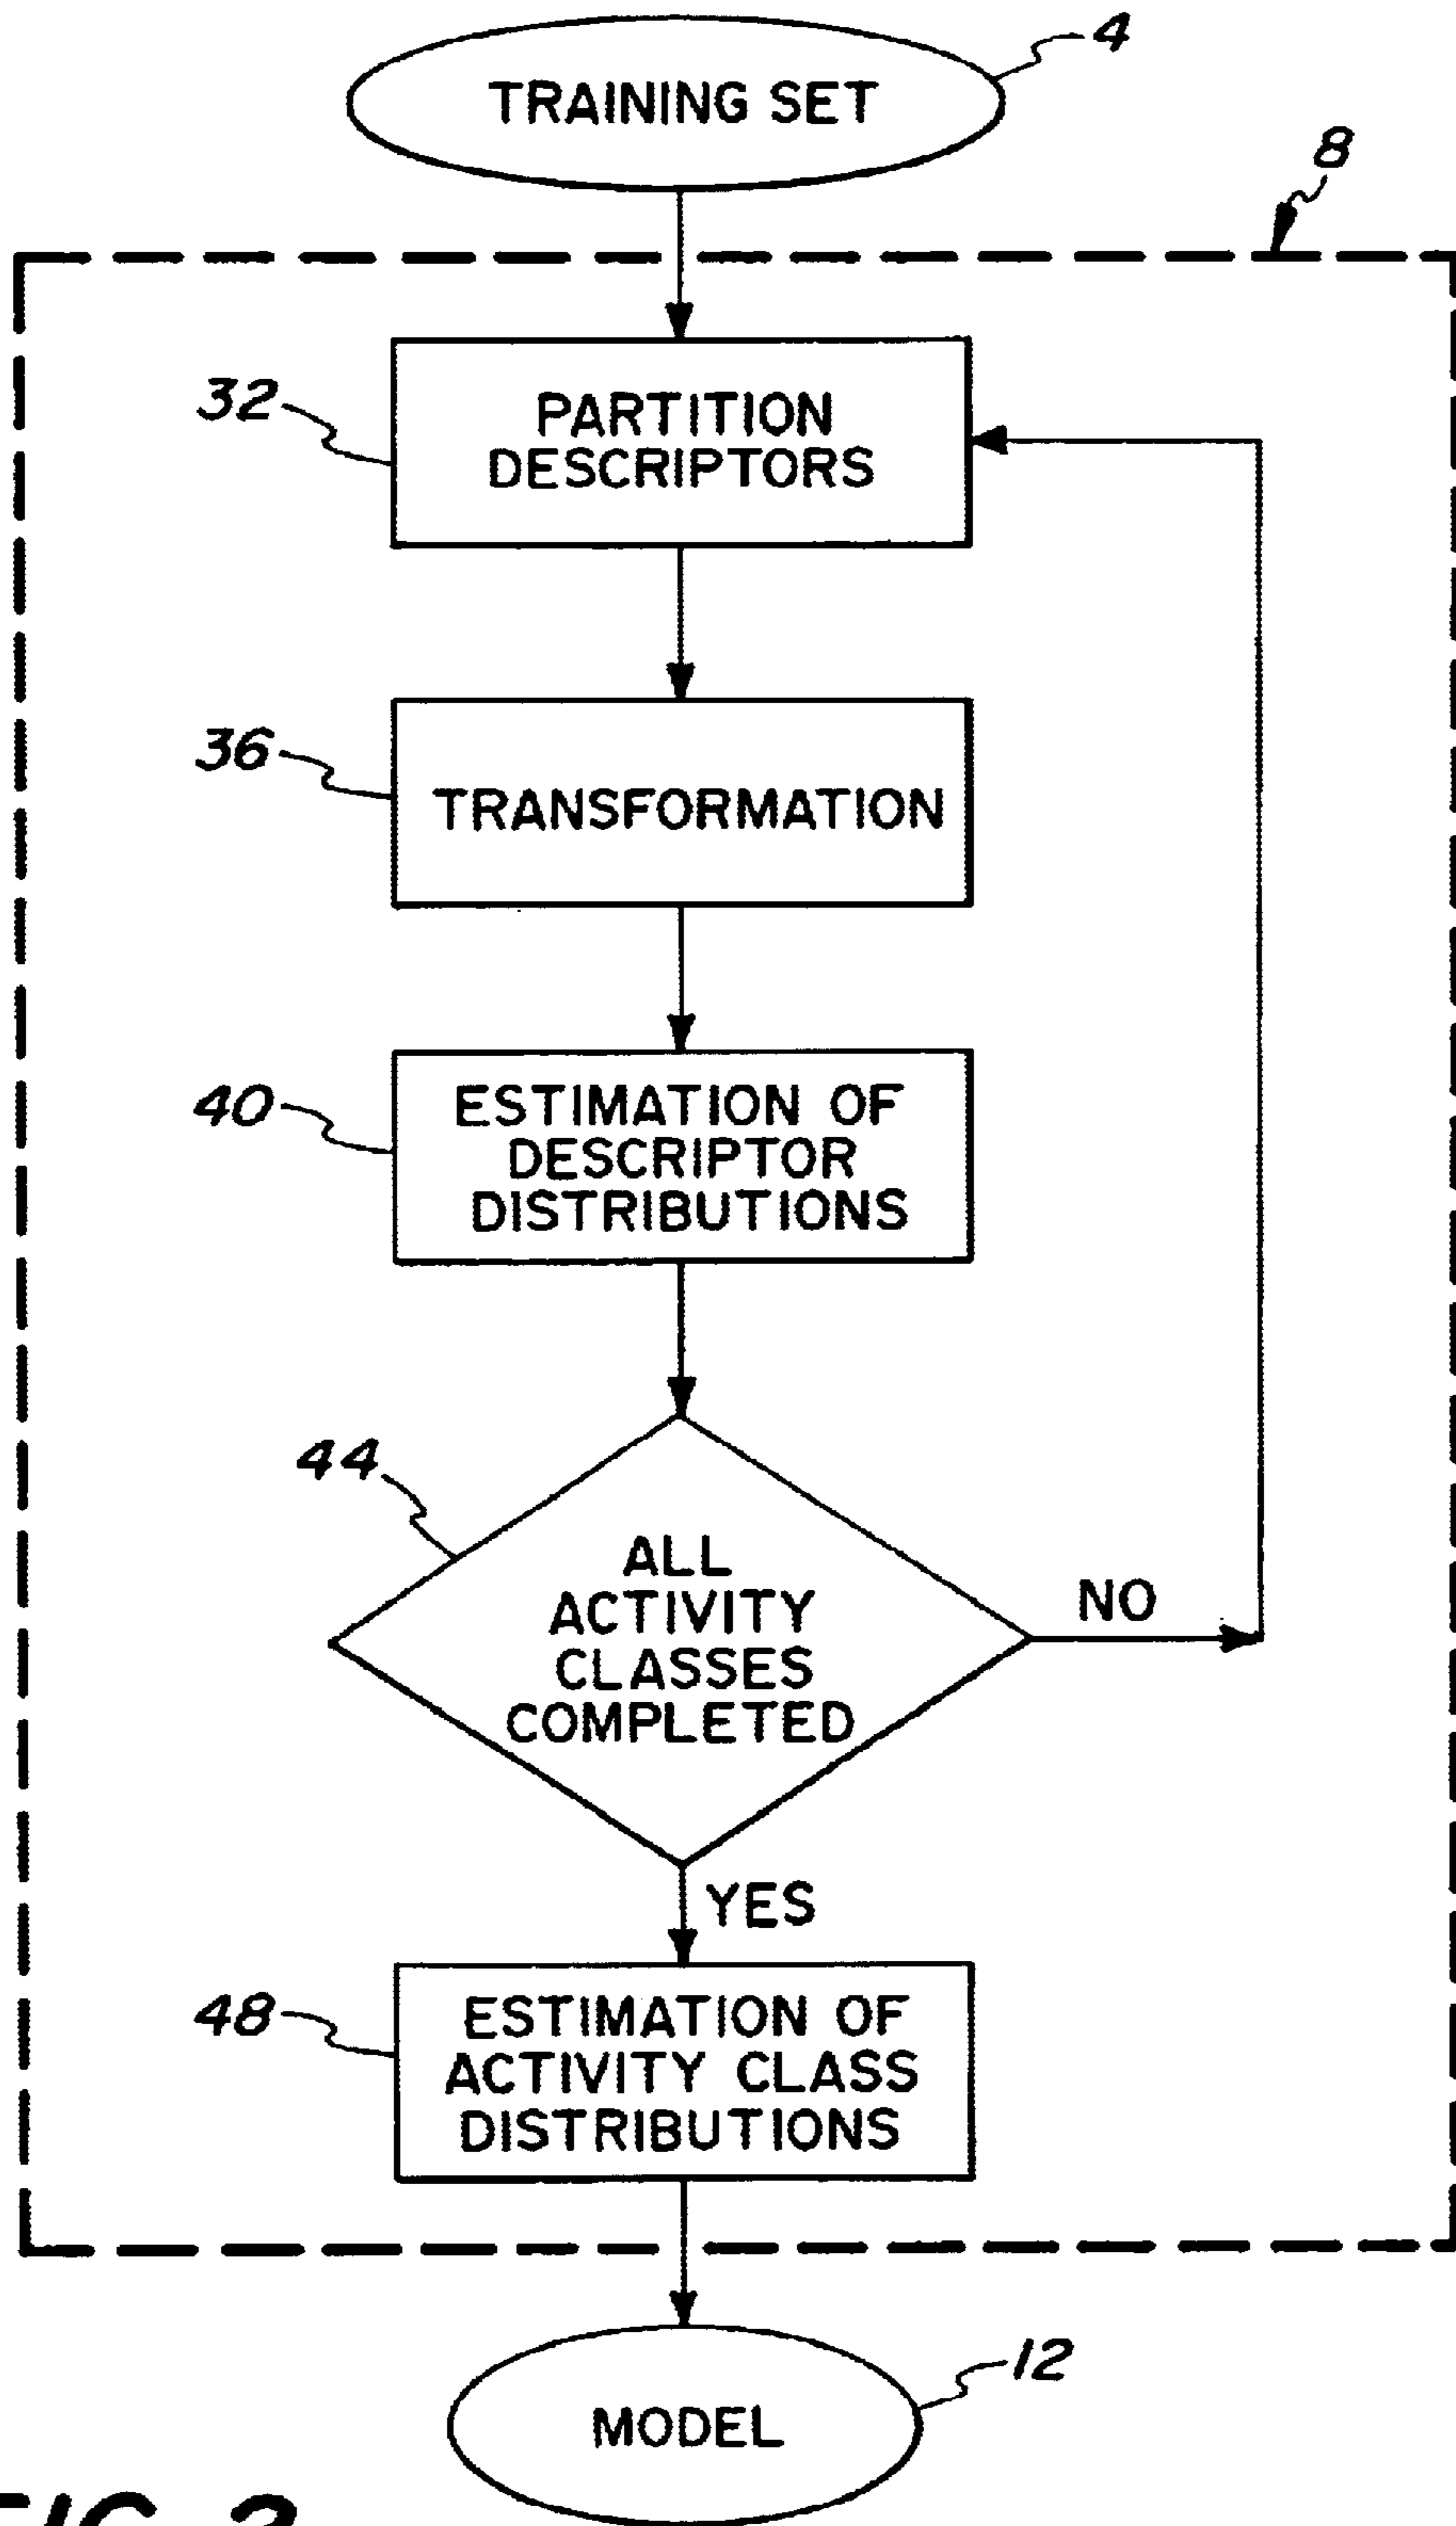 4
TRAINING SET
8
32
PARTITION
DESCRIPTORS
36
TRANSFORMATION
40
ESTIMATION OF
DESCRIPTOR
DISTRIBUTIONS
44
ALL
ACTIVITY
CLASSES
COMPLETED
NO
YES
48
ESTIMATION OF
ACTIVITY CLASS
DISTRIBUTIONS
12
MODEL